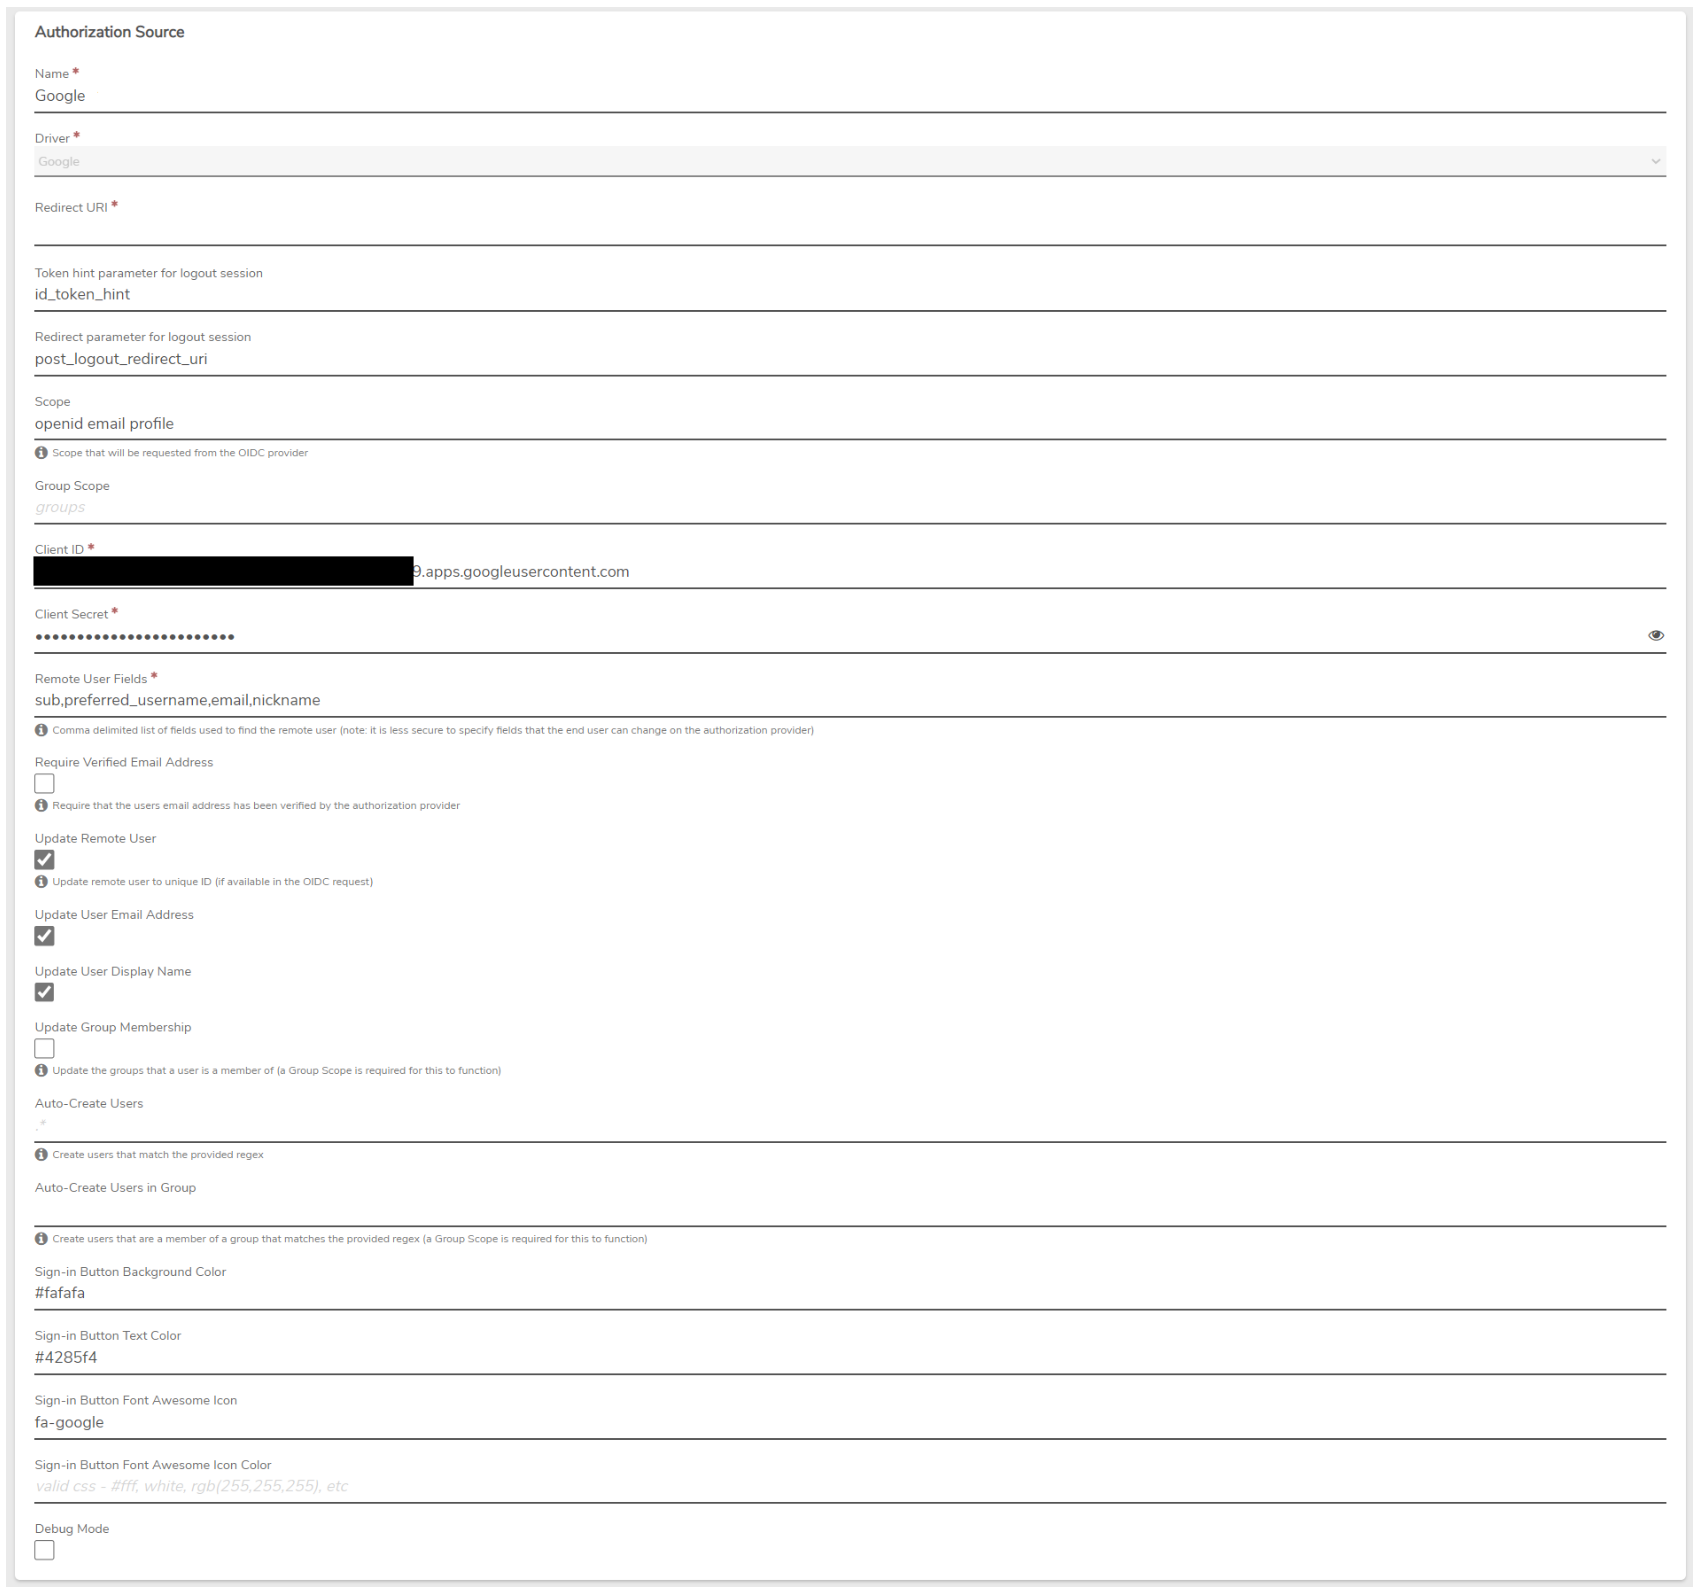 Authorization Source
Name *
Google
Driver *
Google
Redirect URI *
Token hint parameter for logout session
id_token_hint
Redirect parameter for logout session
post_logout_redirect_uri
Scope
openid email profile
Scope that will be requested from the OIDC provider
Group Scope
groups
Client ID *
9.apps.googleusercontent.com
Client Secret *
••••••••••••••••••••••••
Remote User Fields *
sub,preferred_username,email,nickname
Comma delimited list of fields used to find the remote user (note: it is less secure to specify fields that the end user can change on the authorization provider)
Require Verified Email Address
Require that the users email address has been verified by the authorization provider
Update Remote User
Update remote user to unique ID (if available in the OIDC request)
Update User Email Address
Update User Display Name
Update Group Membership
Update the groups that a user is a member of (a Group Scope is required for this to function)
Auto-Create Users
.*
Create users that match the provided regex
Auto-Create Users in Group
Create users that are a member of a group that matches the provided regex (a Group Scope is required for this to function)
Sign-in Button Background Color
#fafafa
Sign-in Button Text Color
#4285f4
Sign-in Button Font Awesome Icon
fa-google
Sign-in Button Font Awesome Icon Color
valid css - #fff, white, rgb(255,255,255), etc
Debug Mode